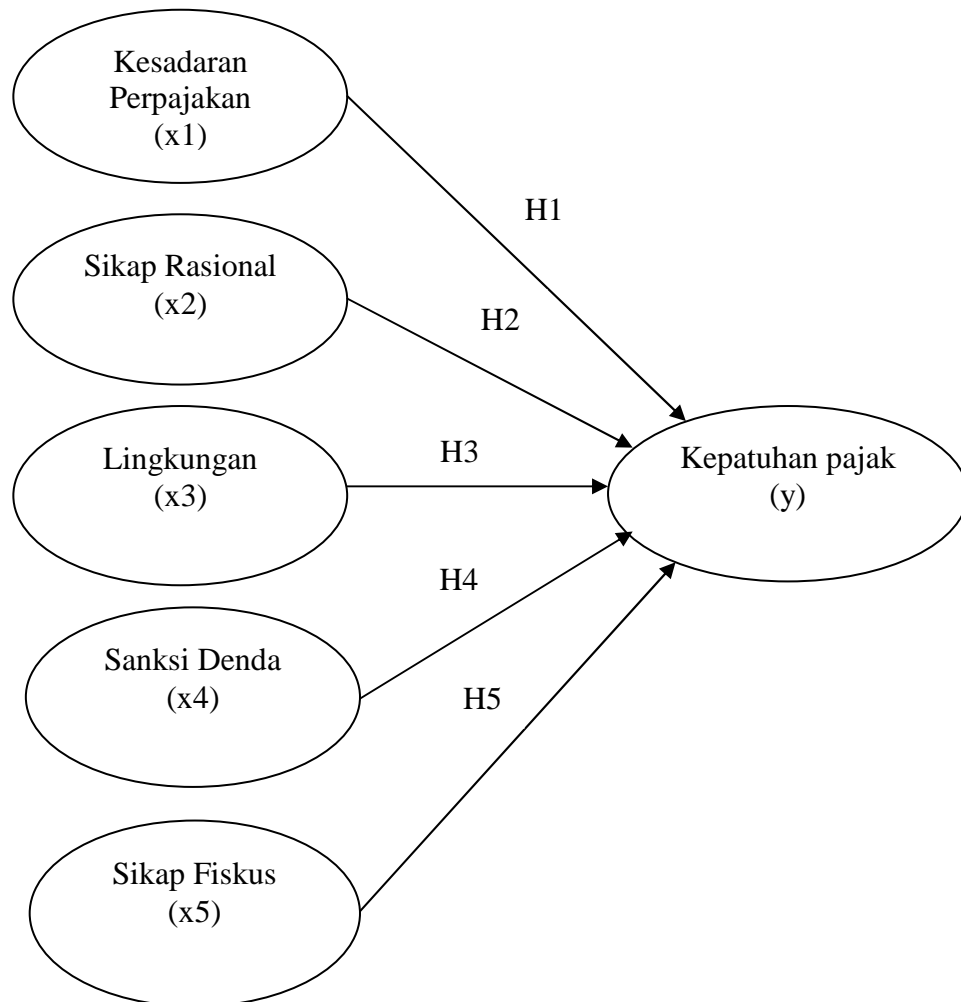 Kesadaran
Perpajakan
(x1)
H1
Sikap Rasional
(x2)
H2
Lingkungan
(x3)
H3
Kepatuhan pajak
(y)
H4
Sanksi Denda
(x4)
H5
Sikap Fiskus
(x5)